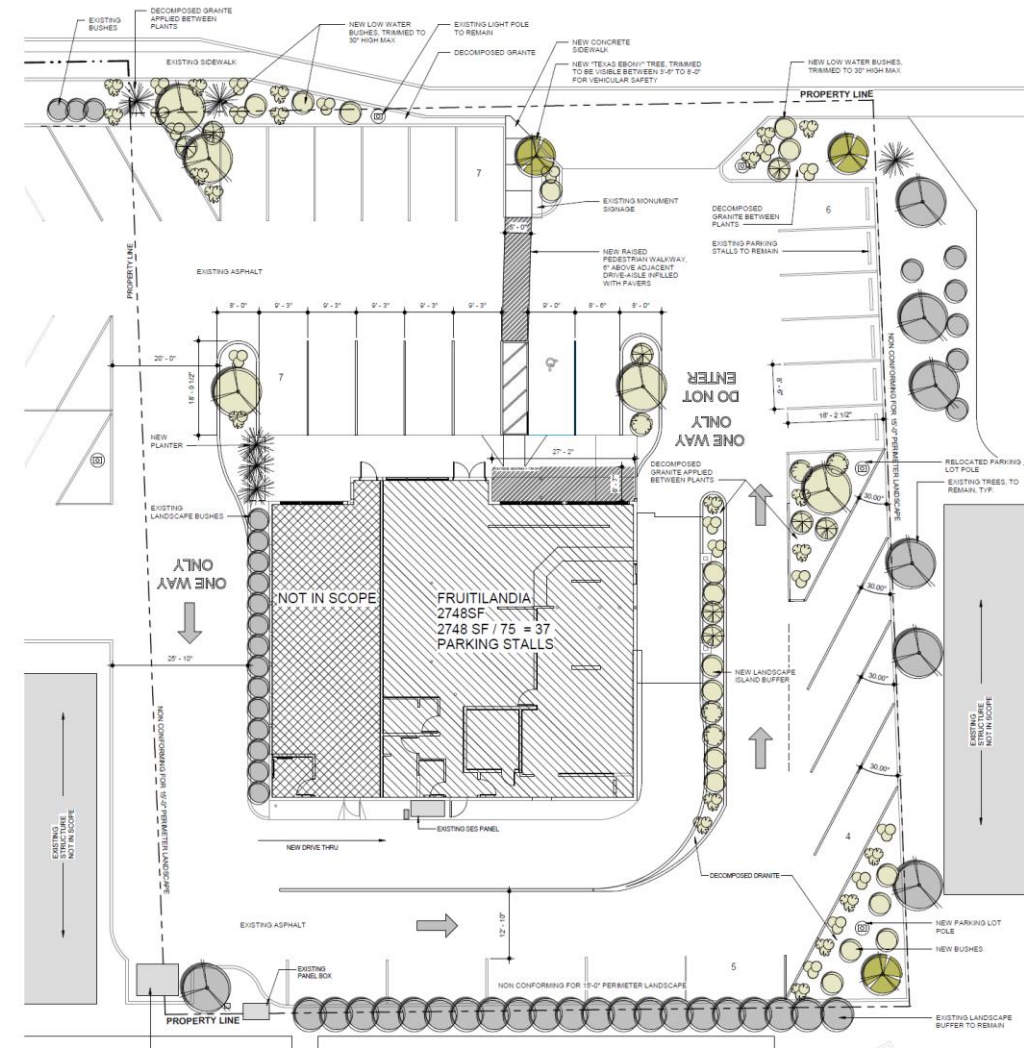 EXISTING
BUSHES
DECOMPOSED GRANTE
APPLIED BETWEEN
PLANTS
NEW LOW WATER
BUSHES, TRIMMED TO
30" HIGH MAX
EXISTING LIGHT POLE
TO REMAIN
DECOMPOSED GRANTE
NEW CONCRETE
SIDEWALK
NEW "TEXAS EBONY" TREE, TRIMMED
TO BE VISIBLE BETWEEN 3'-6" TO 8'-0"
FOR VEHICULAR SAFETY
NEW LOW WATER BUSHES,
TRIMMED TO 30" HIGH MAX
EXISTING SIDEWALK
PROPERTY LINE
7
6
EXISTING MONUMENT
SIGNAGE
DECOMPOSED
GRANITE BETWEEN
PLANTS
EXISTING PARKING
STALLS TO REMAIN
NEW RAISED
PEDESTRIAN WALKWAY,
6" ABOVE ADJACENT
DRIVE-AISLE INFILLED
WITH PAVERS
PROPERTY LINE
EXISTING ASPHALT
8' - 0"
9' - 3"
9' - 3"
9' - 3"
9' - 3"
9' - 3"
9' - 0"
8' - 6"
8' - 0"
20' - 0"
18' - 9 1/2"
7
DO NOT
ENTER
ONE WAY
ONLY
8' - 9"
18' - 2 1/2"
NON CONFORMING FOR 15'-0" PERIMETER LANDSCAPE
NEW
PLANTER
27' - 2"
DECOMPOSED
GRANITE APPLIED
BETWEEN PLANTS
RELOCATED PARKING
LOT POLE
EXISTING TREES, TO
REMAIN, TYP.
30.00°
EXISTING
LANDSCAPE BUSHES
ONE WAY
ONLY
NOT IN SCOPE
FRUITILANDIA
2748SF
2748 SF / 75 = 37
PARKING STALLS
30.00°
25' - 10"
NEW LANDSCAPE
ISLAND BUFFER
30.00°
EXISTING
STRUCTURE
NOT IN SCOPE
30.00°
NON CONFORMING FOR 15'-0" PERIMETER LANDSCAPE
EXISTING
STRUCTURE
NOT IN SCOPE
EXISTING SES PANEL
NEW DRIVE THRU
4
DECOMPOSED DRANITE
EXISTING ASPHALT
12' - 10"
NEW PARKING LOT
POLE
NEW BUSHES
5
EXISTING
PANEL BOX
NON CONFORMING FOR 15'-0" PERIMETER LANDSCAPE
PROPERTY LINE
EXISTING LANDSCAPE
BUFFER TO REMAIN